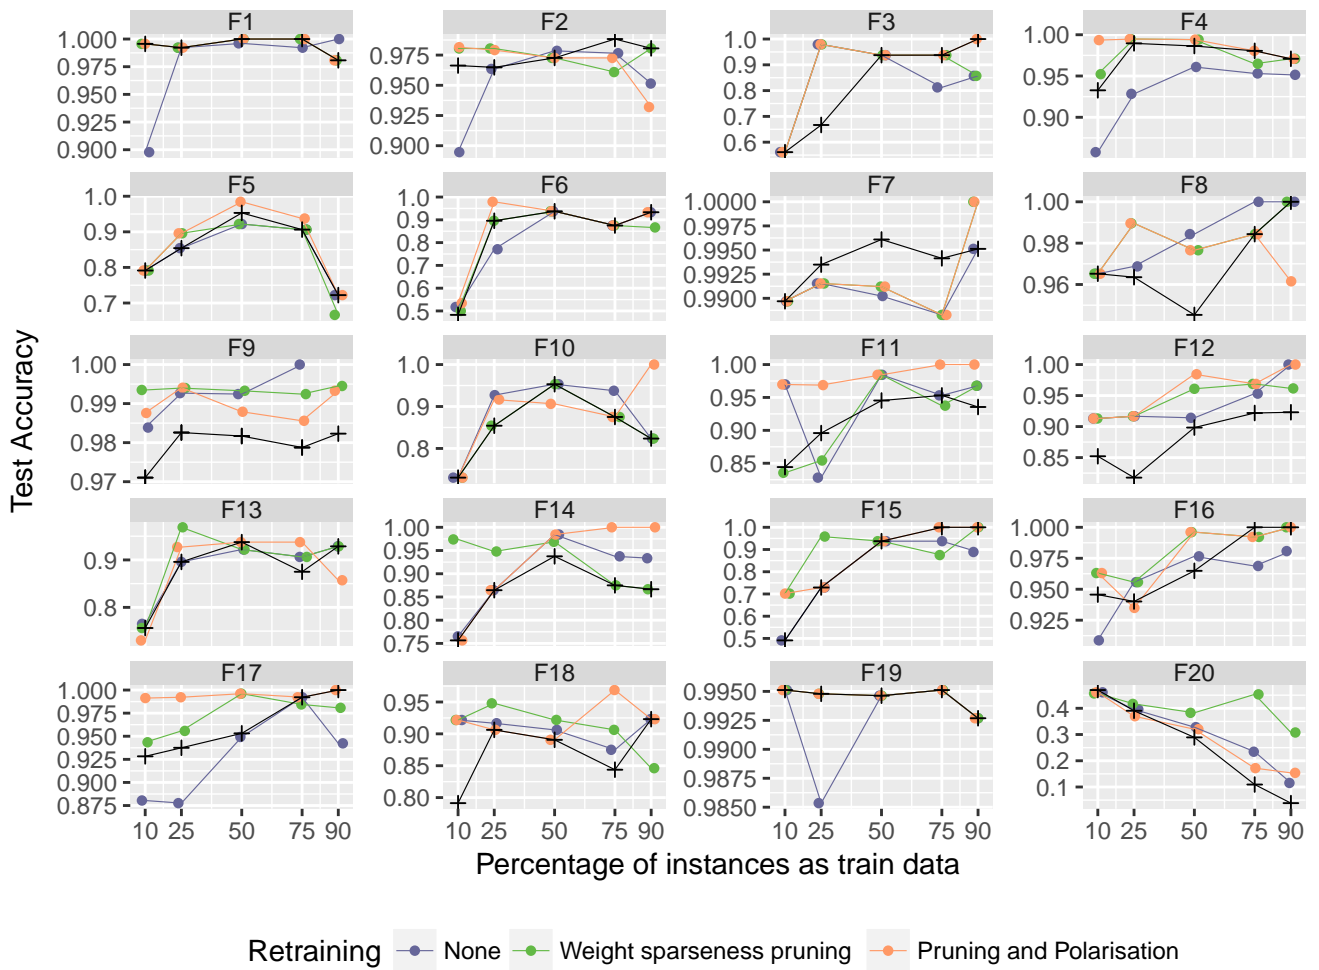 F1 F2 F3 F4
1.000 0.975 0.950 0.925 0.900
0.975 0.950 0.925 0.900
1.0 0.9 0.8 0.7 0.6
1.00 0.95 0.90
F5 F6 F7 F8
1.0 0.9 0.8 0.7
1.0 0.9 0.8 0.7 0.6 0.5
1.0000 0.9975 0.9950 0.9925 0.9900
1.00 0.98 0.96
F9 F10 F11 F12
1.00 0.99 0.98 0.97
1.0 0.9 0.8
1.00 0.95 0.90 0.85
1.00 0.95 0.90 0.85
F13 F14 F15 F16
0.9 0.8
1.00 0.95 0.90 0.85 0.80 0.75
1.0 0.9 0.8 0.7 0.6 0.5
1.000 0.975 0.950 0.925
F17 F18 F19 F20
1.000 0.975 0.950 0.925 0.900 0.875
0.95 0.90 0.85 0.80
0.9950 0.9925 0.9900 0.9875 0.9850
0.4 0.3 0.2 0.1
10 25 50 75 90 10 25 50 75 90 10 25 50 75 90 10 25 50 75 90
Test Accuracy
Percentage of instances as train data
Retraining None Weight sparseness pruning Pruning and Polarisation